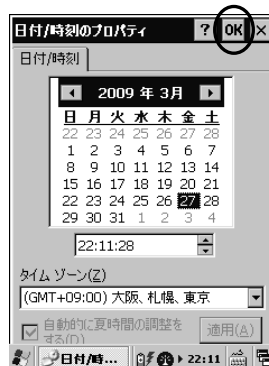 日付/時刻のプロパティ ? OK ×
日付/時刻
2009 年 3月
日 月 火 水 木 金 土
22 23 24 25 26 27 28
1 2 3 4 5 6 7
8 9 10 11 12 13 14
15 16 17 18 19 20 21
22 23 24 25 26 27 28
29 30 31 1 2 3 4
22:11:28
タイム ゾーン(Z)
(GMT+09:00) 大阪、札幌、東京
自動的に夏時間の調整を
する(D)
適用(A)
日付/時... 22:11